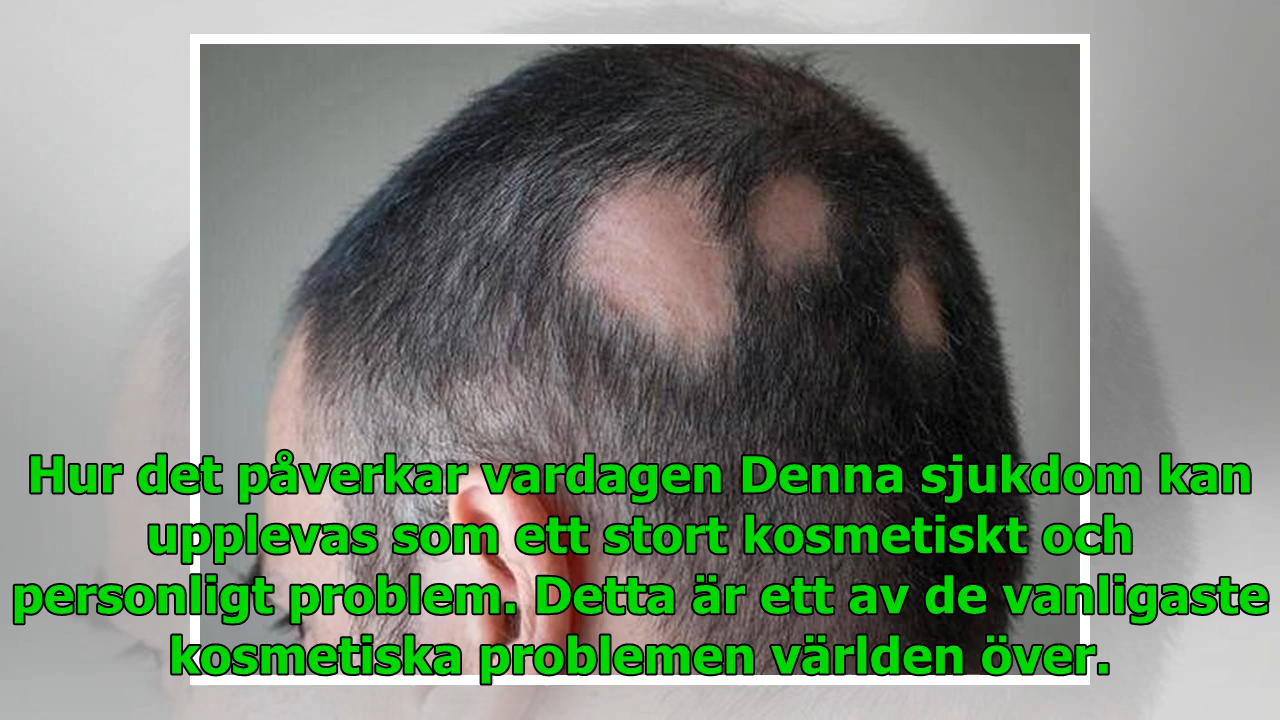 Hur det påverkar vardagen Denna sjukdom kan
upplevas som ett stort kosmetiskt och
personligt problem. Detta är ett av de vanligaste
kosmetiska problemen världen över.